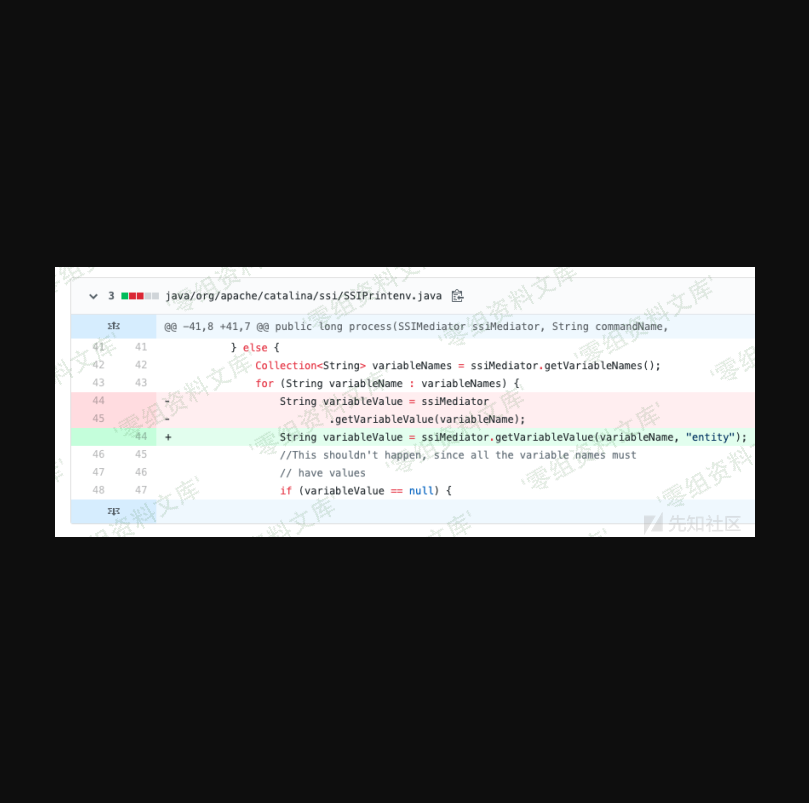 3 java/org/apache/catalina/ssi/SSIPrintenv.java
@@ -41,8 +41,7 @@ public long process(SSIMediator ssiMediator, String commandName,
41 41 } else {
42 42 Collection<String> variableNames = ssiMediator.getVariableNames();
43 43 for (String variableName : variableNames) {
44 - String variableValue = ssiMediator
45 - .getVariableValue(variableName);
44 + String variableValue = ssiMediator.getVariableValue(variableName, "entity");
46 45 //This shouldn't happen, since all the variable names must
47 46 // have values
48 47 if (variableValue == null) {
'零组资料文库'
先知社区